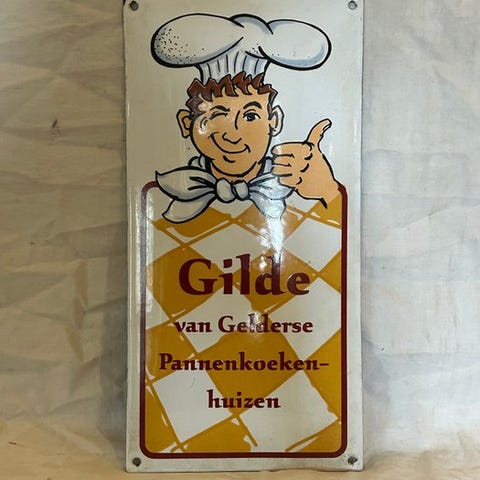 Gilde
van Gelderse
Pannenkoeken-
huizen